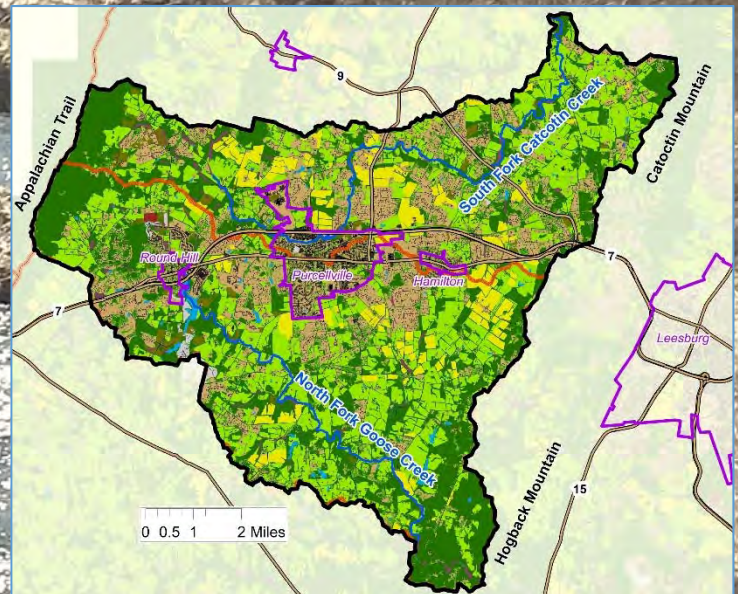 9
Appalachian Trail
South Fork Catcotin Creek
Catoctin Mountain
Round Hill
Purcellville
Hamilton
7
7
Leesburg
North Fork Goose Creek
Hogback Mountain
15
0 0.5 1 2 Miles